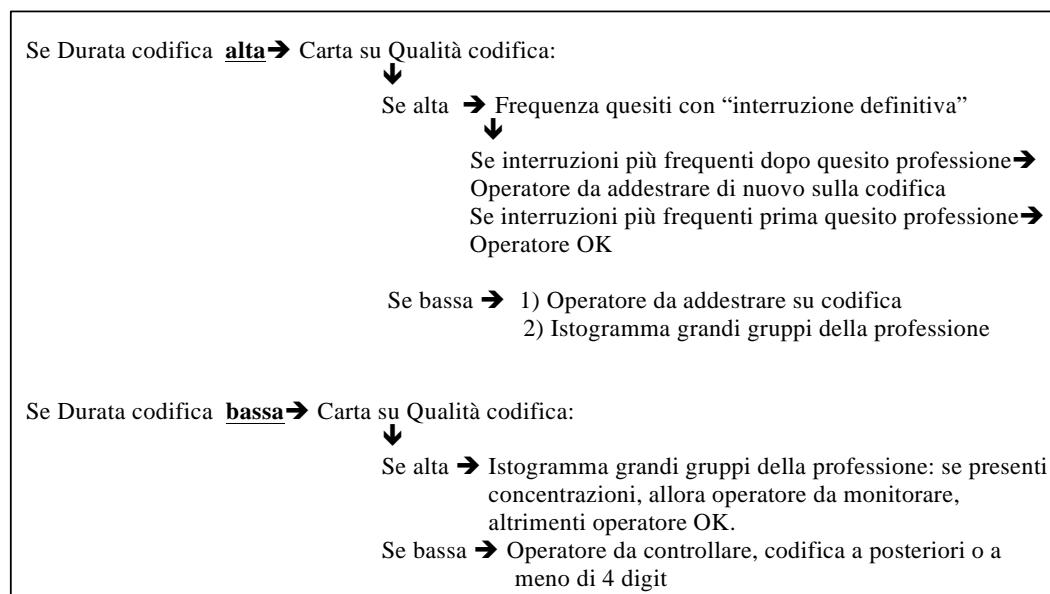 Se Durata codifica alta➔ Carta su Qualità codifica:
Se alta ➔ Frequenza quesiti con “interruzione definitiva”
Se interruzioni più frequenti dopo quesito professione➔
Operatore da addestrare di nuovo sulla codifica
Se interruzioni più frequenti prima quesito professione➔
Operatore OK
Se bassa ➔ 1) Operatore da addestrare su codifica
2) Istogramma grandi gruppi della professione
Se Durata codifica bassa➔ Carta su Qualità codifica:
Se alta ➔ Istogramma grandi gruppi della professione: se presenti
concentrazioni, allora operatore da monitorare,
altrimenti operatore OK.
Se bassa ➔ Operatore da controllare, codifica a posteriori o a
meno di 4 digit